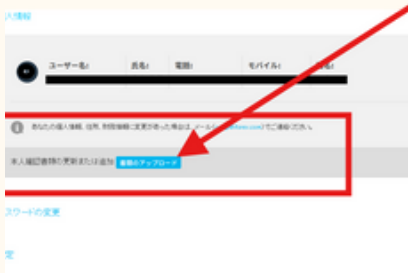 人情報
ユーザー名: 氏名: 電話: モバイル:
あなたの個人情報、住所、財務情報に変更があった場合は、メール
でご連絡ください。
本人確認書類の更新または追加: 書類のアップロード
スワードの変更
定